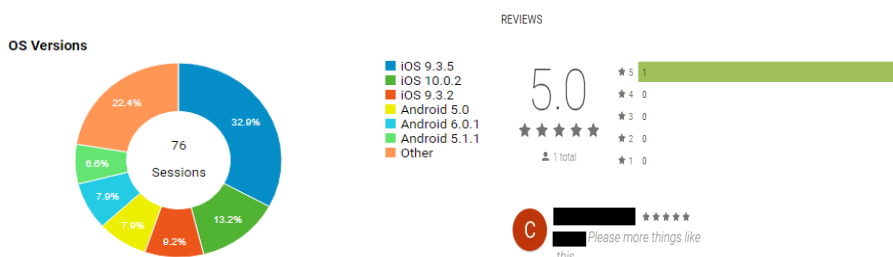 OS Versions
32.9%
13.2%
9.2%
7.9%
7.9%
6.6%
22.4%
76
Sessions
iOS 9.3.5
iOS 10.0.2
iOS 9.3.2
Android 5.0
Android 6.0.1
Android 5.1.1
Other
REVIEWS
5.0
1 total
5 1
4 0
3 0
2 0
1 0
C
Please more things like
this